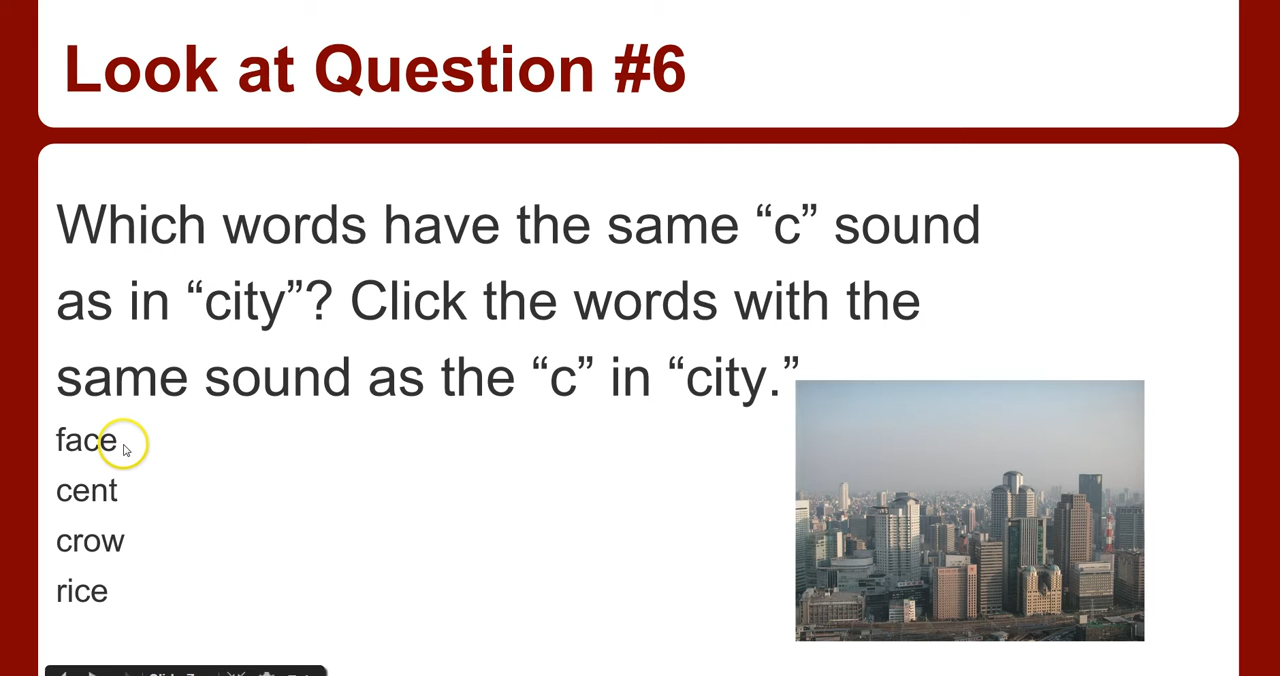 Look at Question #6
Which words have the same “c” sound
as in “city”? Click the words with the
same sound as the “c” in “city.”
face
cent
crow
rice